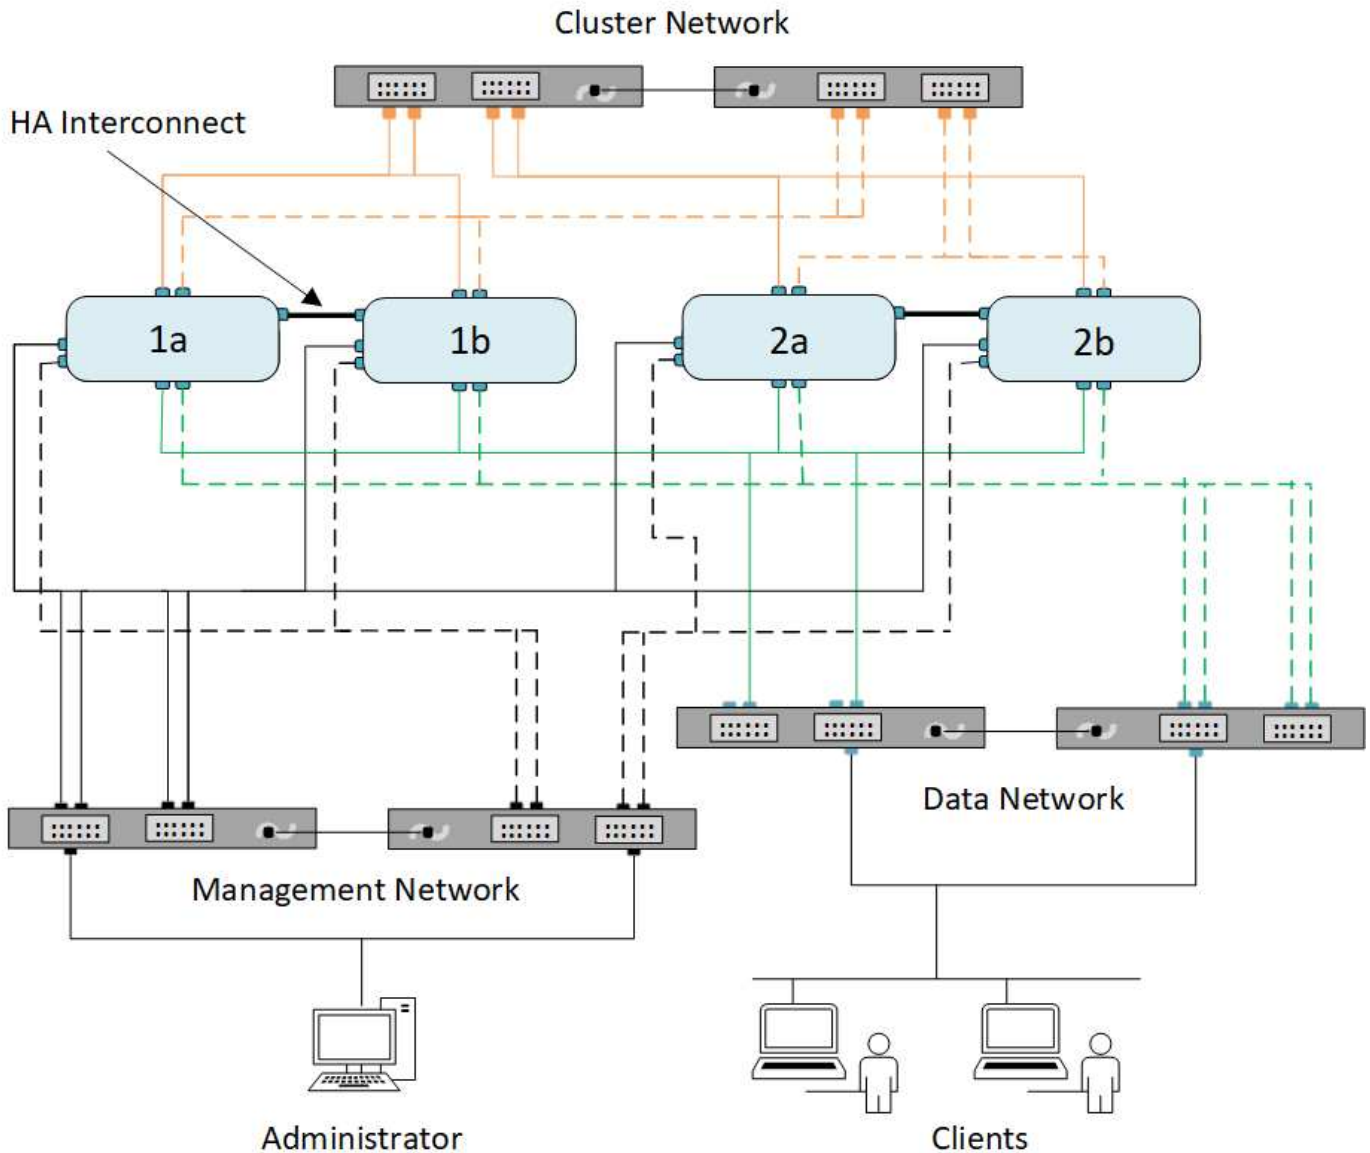 Cluster Network
HA Interconnect
1a
1b
2a
2b
Data Network
Management Network
Administrator
Clients